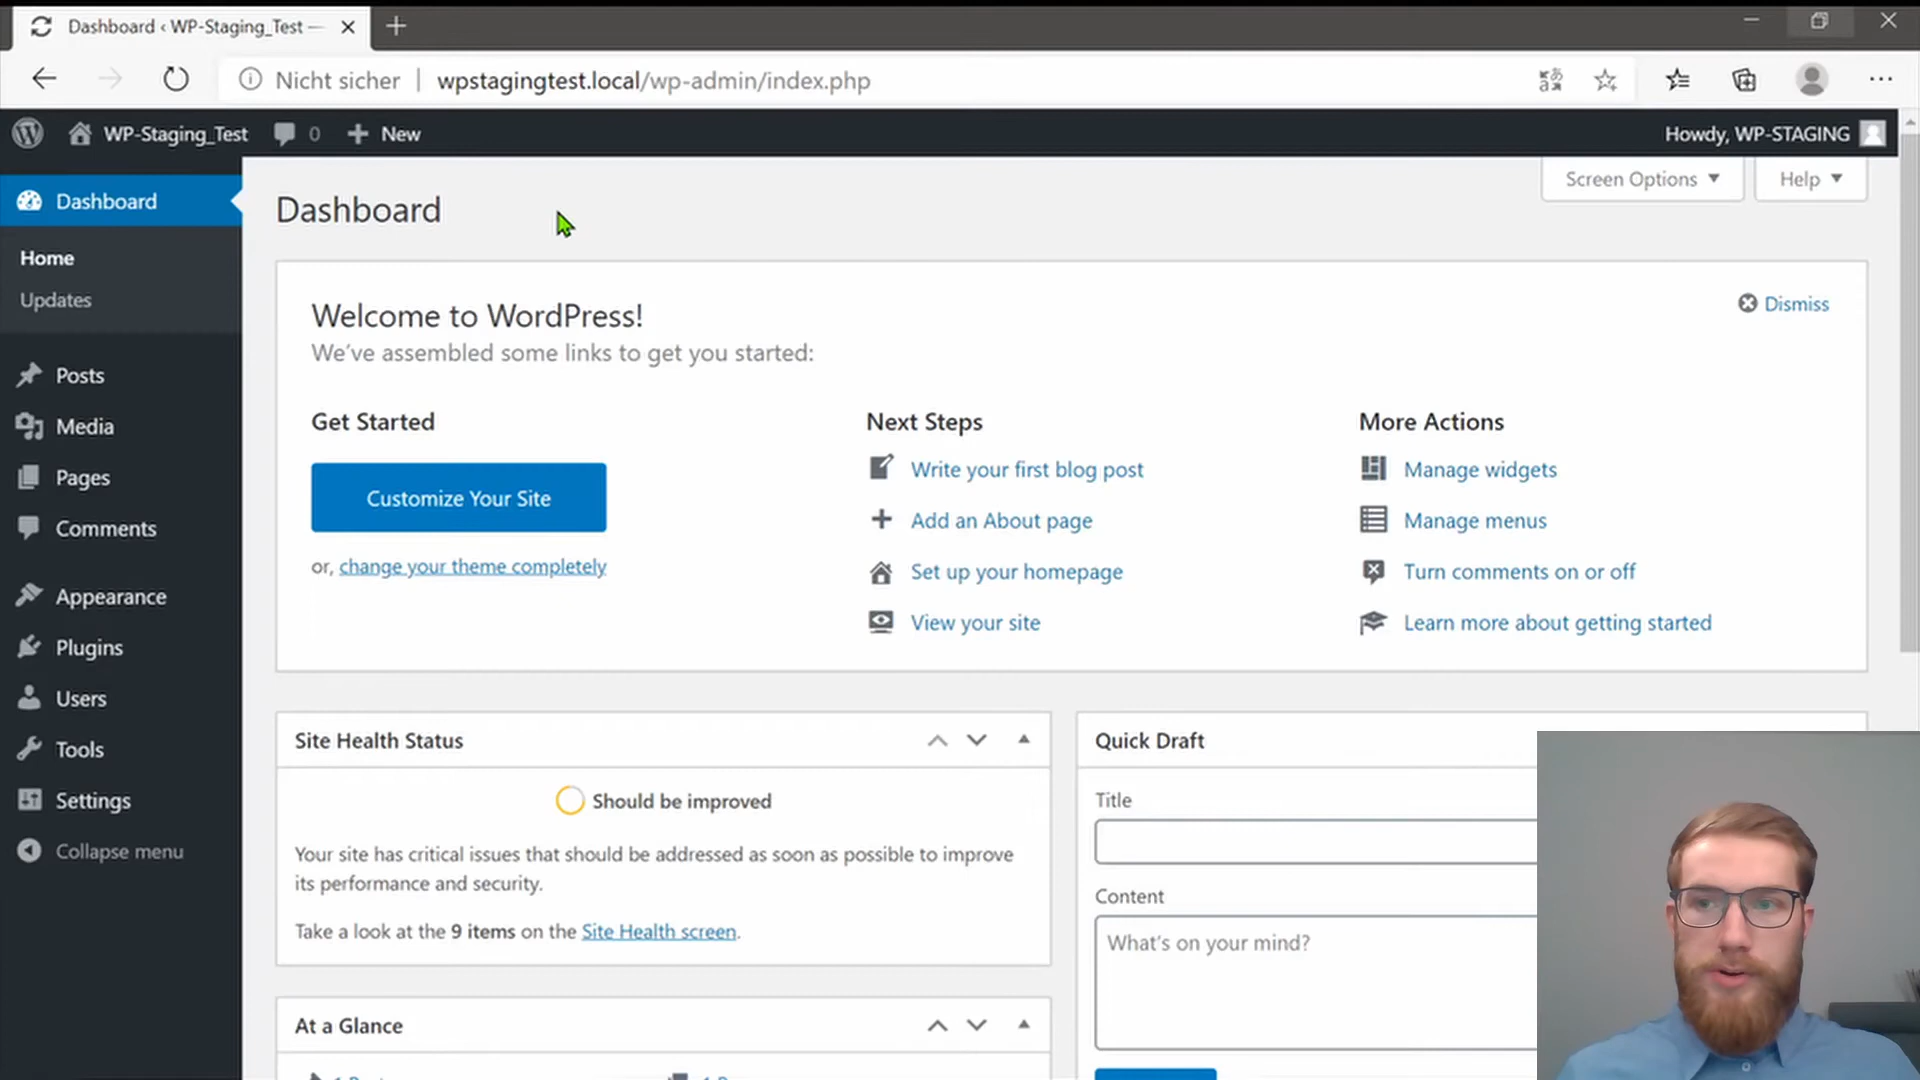 Dashboard ‹ WP-Staging_Test —
Nicht sicher | wpstagingtest.local/wp-admin/index.php
WP-Staging_Test 0 + New Howdy, WP-STAGING
Screen Options Help
Dashboard
Home
Updates
Posts
Media
Pages
Comments
Appearance
Plugins
Users
Tools
Settings
Collapse menu
Dashboard
Welcome to WordPress!
Dismiss
We've assembled some links to get you started:
Get Started
Customize Your Site
or, change your theme completely
Next Steps
Write your first blog post
Add an About page
Set up your homepage
View your site
More Actions
Manage widgets
Manage menus
Turn comments on or off
Learn more about getting started
Site Health Status
Should be improved
Your site has critical issues that should be addressed as soon as possible to improve
its performance and security.
Take a look at the 9 items on the Site Health screen.
At a Glance
Quick Draft
Title
Content
What's on your mind?